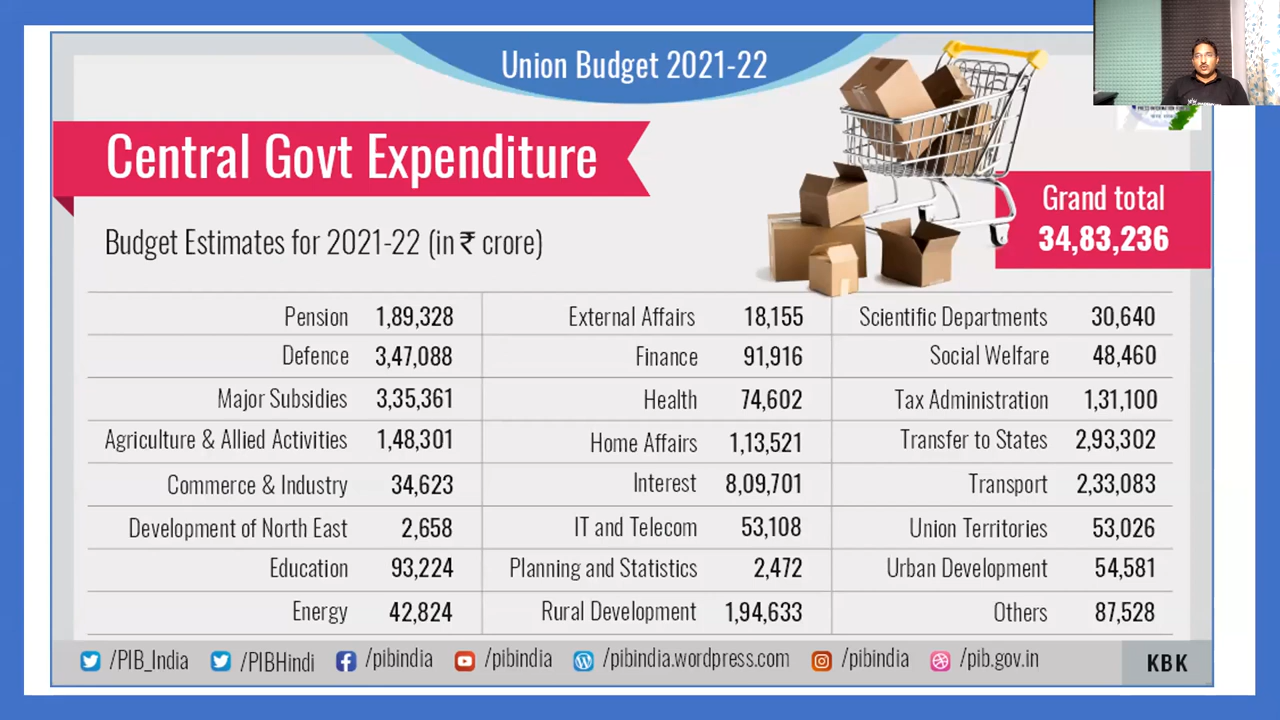 Union Budget 2021-22
Central Govt Expenditure
Grand total
34,83,236
Budget Estimates for 2021-22 (in ₹ crore)
Pension 1,89,328
Defence 3,47,088
Major Subsidies 3,35,361
Agriculture & Allied Activities 1,48,301
Commerce & Industry 34,623
Development of North East 2,658
Education 93,224
Energy 42,824
External Affairs 18,155
Finance 91,916
Health 74,602
Home Affairs 1,13,521
Interest 8,09,701
IT and Telecom 53,108
Planning and Statistics 2,472
Rural Development 1,94,633
Scientific Departments 30,640
Social Welfare 48,460
Tax Administration 1,31,100
Transfer to States 2,93,302
Transport 2,33,083
Union Territories 53,026
Urban Development 54,581
Others 87,528
/PIB_India /PIBHindi /pibindia /pibindia /pibindia.wordpress.com /pibindia /pib.gov.in KBK